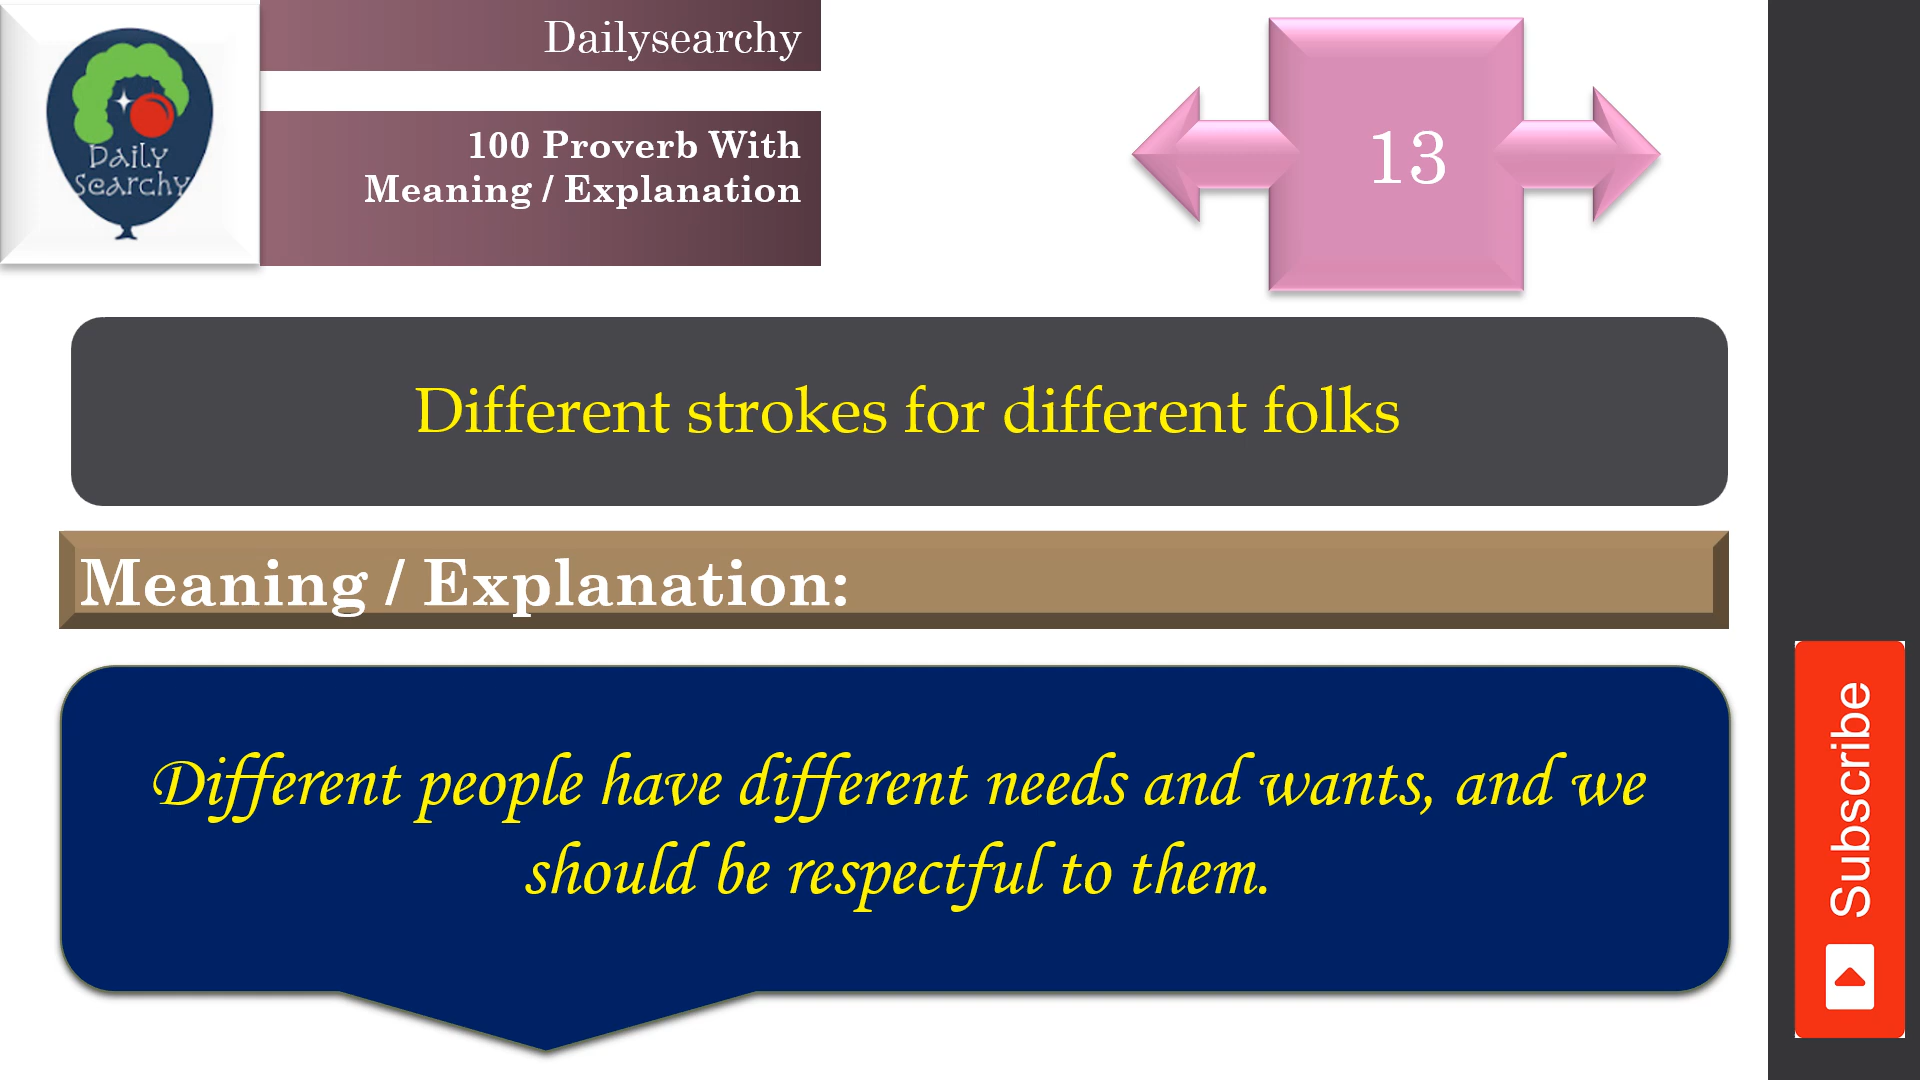 Dailysearchy
Daily
Searchy
100 Proverb With
Meaning / Explanation
13
Different strokes for different folks
Meaning / Explanation:
Different people have different needs and wants, and we
should be respectful to them.
Subscribe